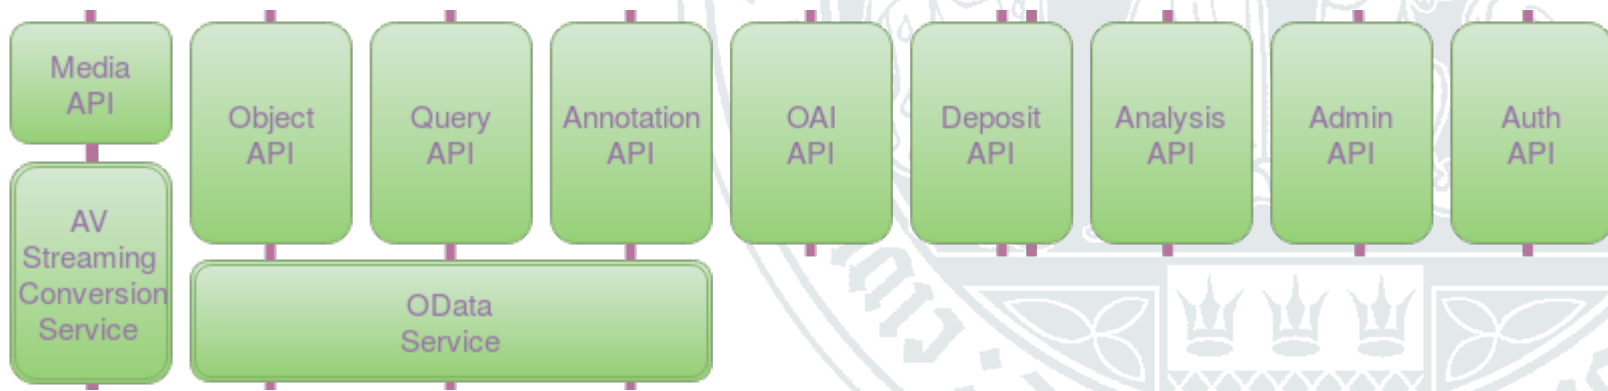 Media
API
Object
API
Query
API
Annotation
API
OAI
API
Deposit
API
Analysis
API
Admin
API
Auth
API
AV
Streaming
Conversion
Service
OData
Service